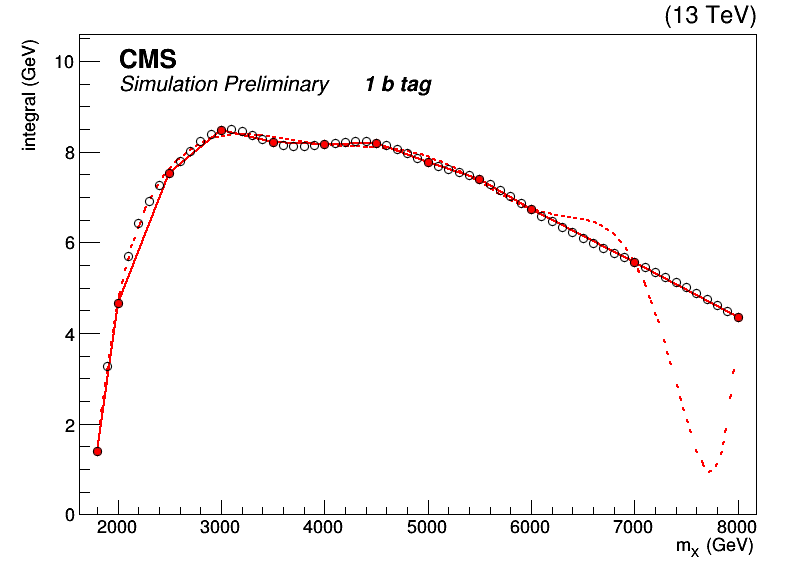 (13 TeV)
integral (GeV)
CMS
Simulation Preliminary 1 b tag
10
8
6
4
2
0
2000 3000 4000 5000 6000 7000 8000
m_X (GeV)